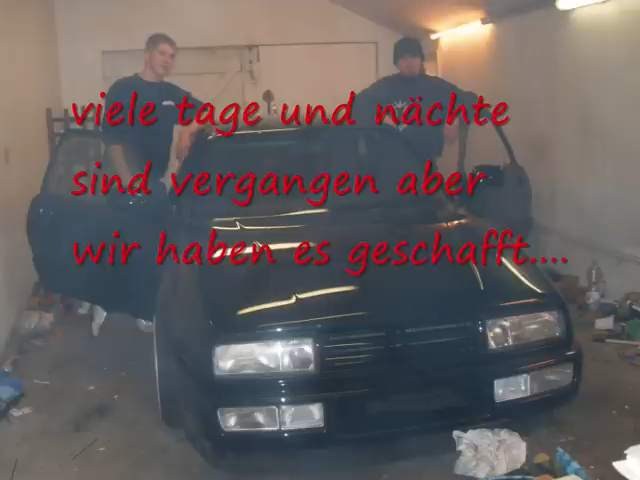 viele tage und nächte
sind vergangen aber
wir haben es geschafft....